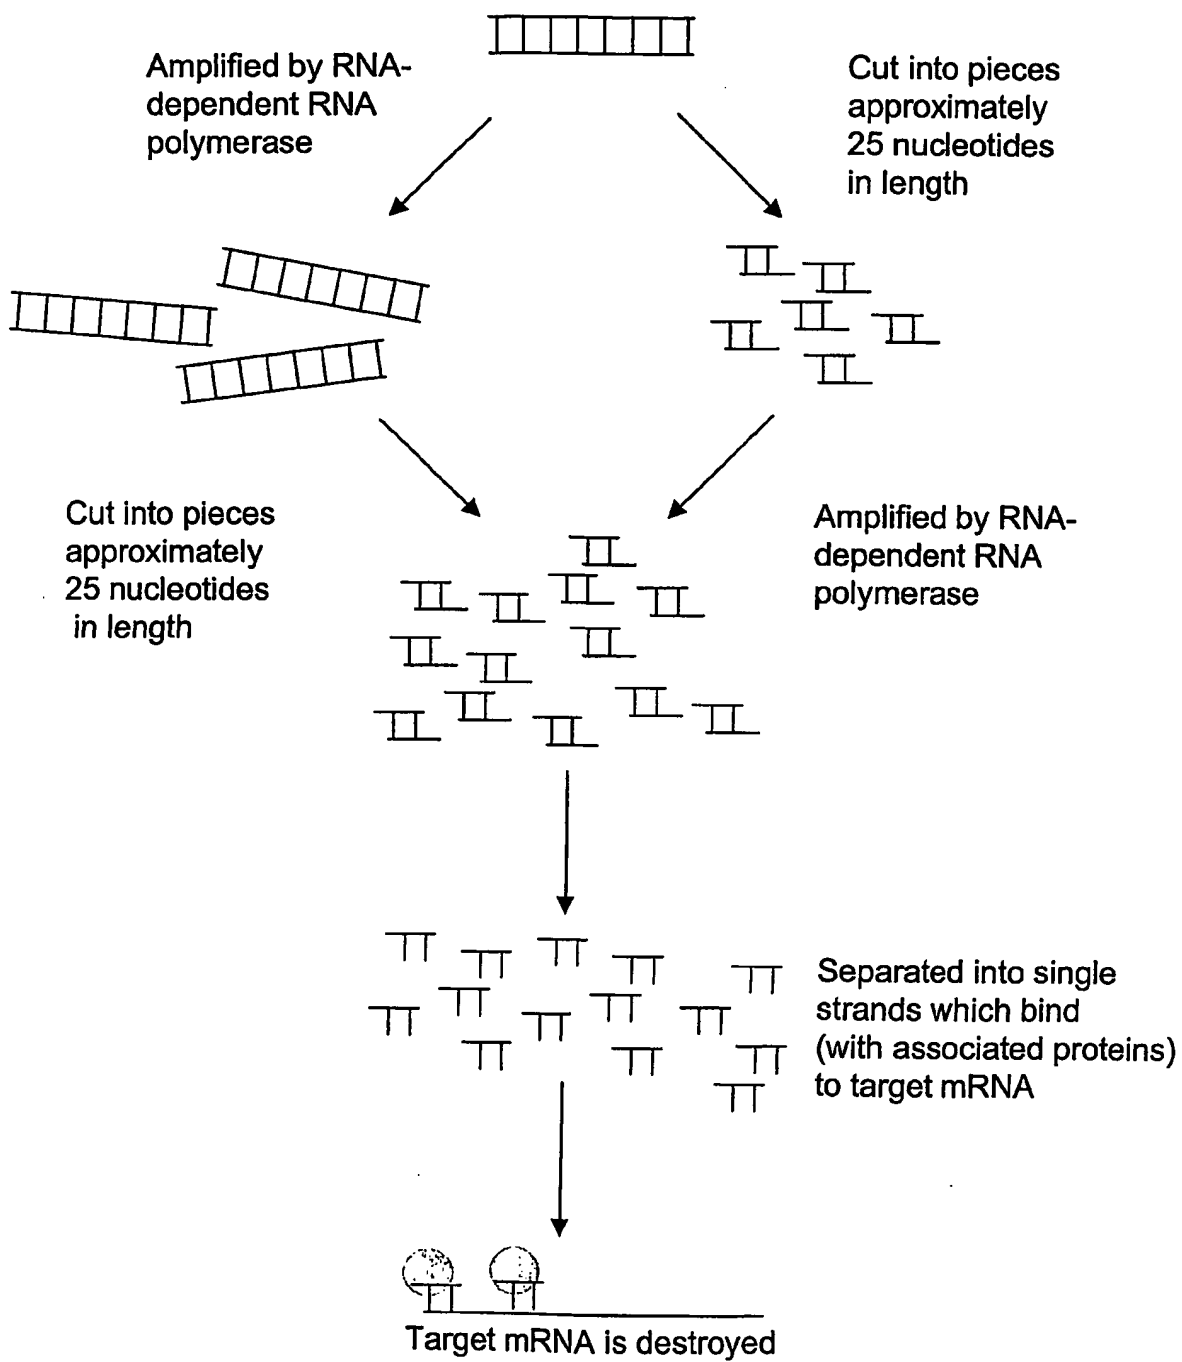 Amplified by RNA-
dependent RNA
polymerase
Cut into pieces
approximately
25 nucleotides
in length
Cut into pieces
approximately
25 nucleotides
in length
Amplified by RNA-
dependent RNA
polymerase
Separated into single
strands which bind
(with associated proteins)
to target mRNA
Target mRNA is destroyed